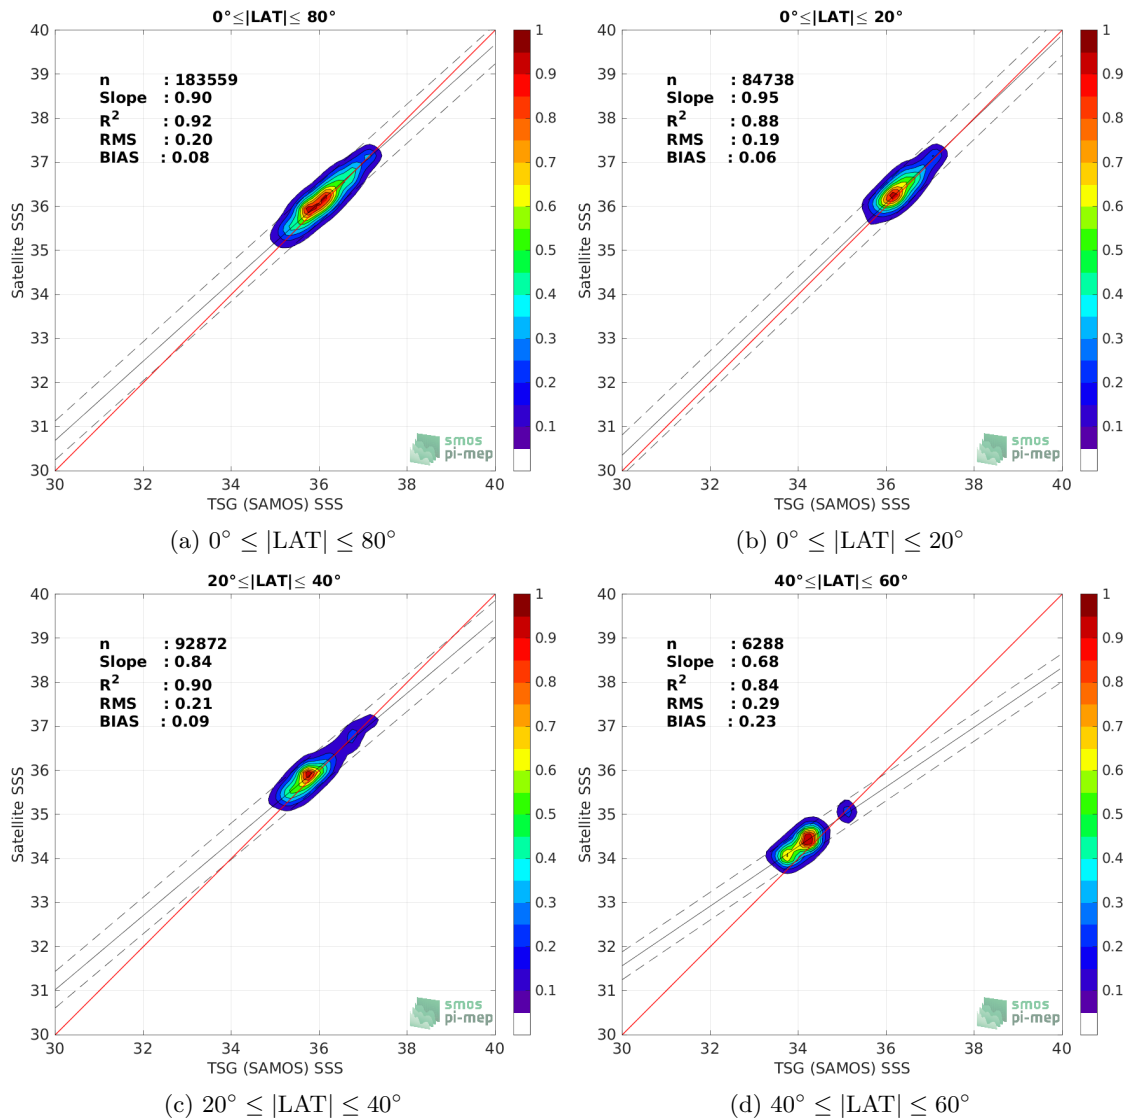 0°≤|LAT|≤ 80°
40
39
38
37
36
35
34
33
32
31
30
30
32
34
36
38
40
Satellite SSS
TSG (SAMOS) SSS
n : 183559
Slope : 0.90
R² : 0.92
RMS : 0.20
BIAS : 0.08
smos
pi-mep
1
0.9
0.8
0.7
0.6
0.5
0.4
0.3
0.2
0.1
(a) 0° ≤ |LAT| ≤ 80°
0°≤|LAT|≤ 20°
40
39
38
37
36
35
34
33
32
31
30
30
32
34
36
38
40
Satellite SSS
TSG (SAMOS) SSS
n : 84738
Slope : 0.95
R² : 0.88
RMS : 0.19
BIAS : 0.06
smos
pi-mep
1
0.9
0.8
0.7
0.6
0.5
0.4
0.3
0.2
0.1
(b) 0° ≤ |LAT| ≤ 20°
20°≤|LAT|≤ 40°
40
39
38
37
36
35
34
33
32
31
30
30
32
34
36
38
40
Satellite SSS
TSG (SAMOS) SSS
n : 92872
Slope : 0.84
R² : 0.90
RMS : 0.21
BIAS : 0.09
smos
pi-mep
1
0.9
0.8
0.7
0.6
0.5
0.4
0.3
0.2
0.1
(c) 20° ≤ |LAT| ≤ 40°
40°≤|LAT|≤ 60°
40
39
38
37
36
35
34
33
32
31
30
30
32
34
36
38
40
Satellite SSS
TSG (SAMOS) SSS
n : 6288
Slope : 0.68
R² : 0.84
RMS : 0.29
BIAS : 0.23
smos
pi-mep
1
0.9
0.8
0.7
0.6
0.5
0.4
0.3
0.2
0.1
(d) 40° ≤ |LAT| ≤ 60°